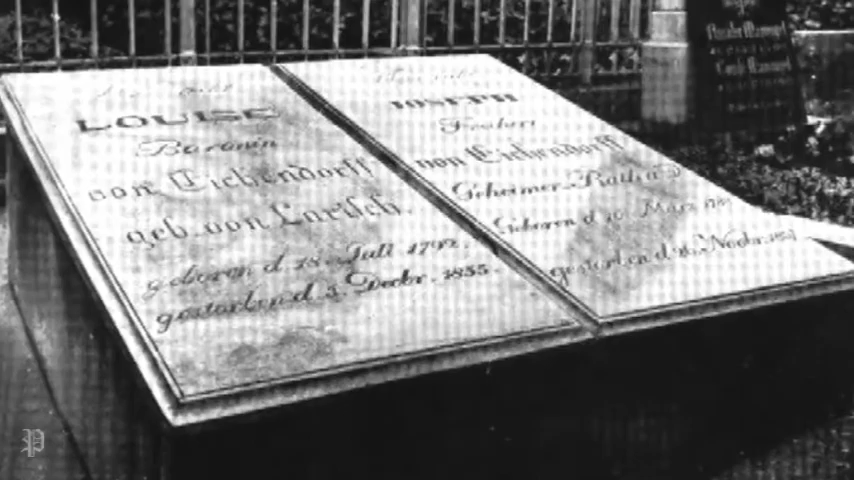 LOUISE
Baronin
von Eichendorff
geb. von Larisch.
geboren d. 18. Juli 1792.
gestorben d. 3. Decbr. 1855.
JOSEPH
Freiherr
von Eichendorff
Geheimer-Rath a. D.
Geboren d. 10. März
gestorben d. 26. Novbr. 1857
P